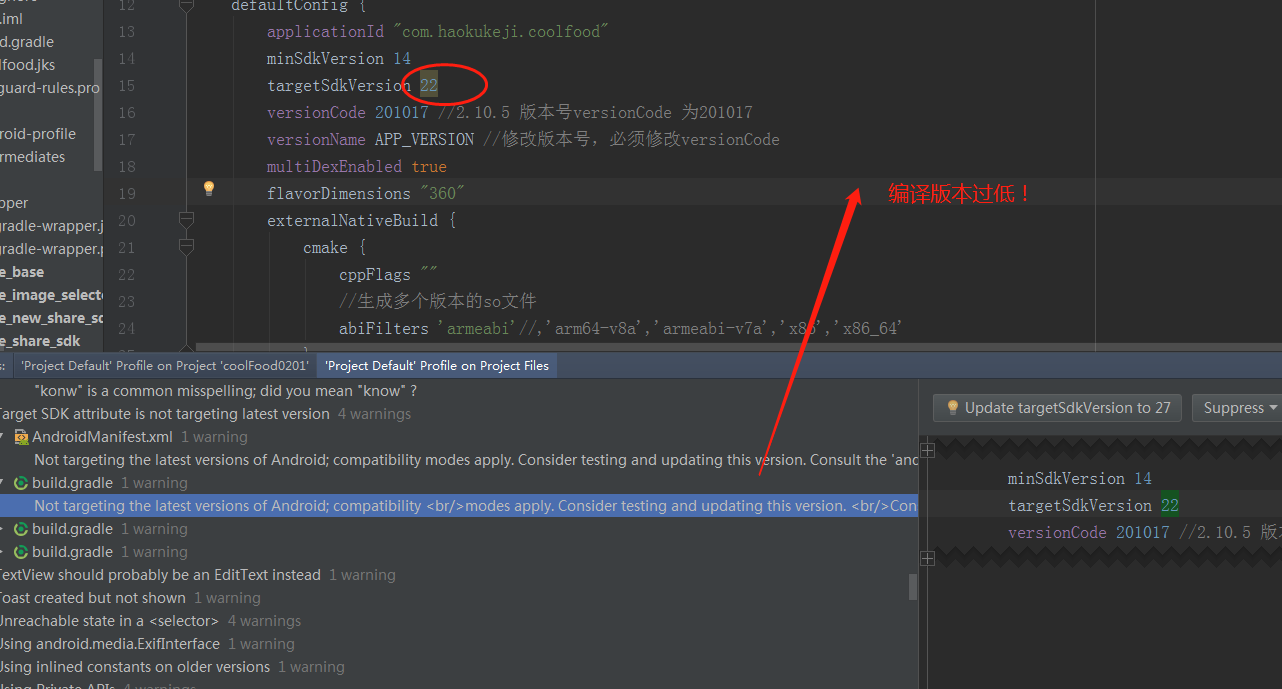 .iml
d.gradle
lfood.jks
guard-rules.pro
roid-profile
rmediates
pper
gradle-wrapper.j
gradle-wrapper.p
e_base
e_image_selecto
e_new_share_sd
e_share_sdk
12 defaultConfig {
13 applicationId "com.haokukeji.coolfood"
14 minSdkVersion 14
15 targetSdkVersion 22
16 versionCode 201017 //2.10.5 版本号versionCode 为201017
17 versionName APP_VERSION //修改版本号，必须修改versionCode
18 multiDexEnabled true
19 flavorDimensions "360"
编译版本过低！
20 externalNativeBuild {
21 cmake {
22 cppFlags ""
23 //生成多个版本的so文件
24 abiFilters 'armeabi'//,'arm64-v8a','armeabi-v7a','x86','x86_64'
s: 'Project Default' Profile on Project 'coolFood0201' 'Project Default' Profile on Project Files
"konw" is a common misspelling; did you mean "know" ?
Target SDK attribute is not targeting latest version 4 warnings
AndroidManifest.xml 1 warning
Not targeting the latest versions of Android; compatibility modes apply. Consider testing and updating this version. Consult the 'and
build.gradle 1 warning
Not targeting the latest versions of Android; compatibility <br/>modes apply. Consider testing and updating this version. <br/>Con
build.gradle 1 warning
build.gradle 1 warning
TextView should probably be an EditText instead 1 warning
Toast created but not shown 1 warning
Unreachable state in a <selector> 4 warnings
Using android.media.ExifInterface 1 warning
Using inlined constants on older versions 1 warning
Using Private APIs 4 warnings
Update targetSdkVersion to 27 Suppress
minSdkVersion 14
targetSdkVersion 22
versionCode 201017 //2.10.5 版